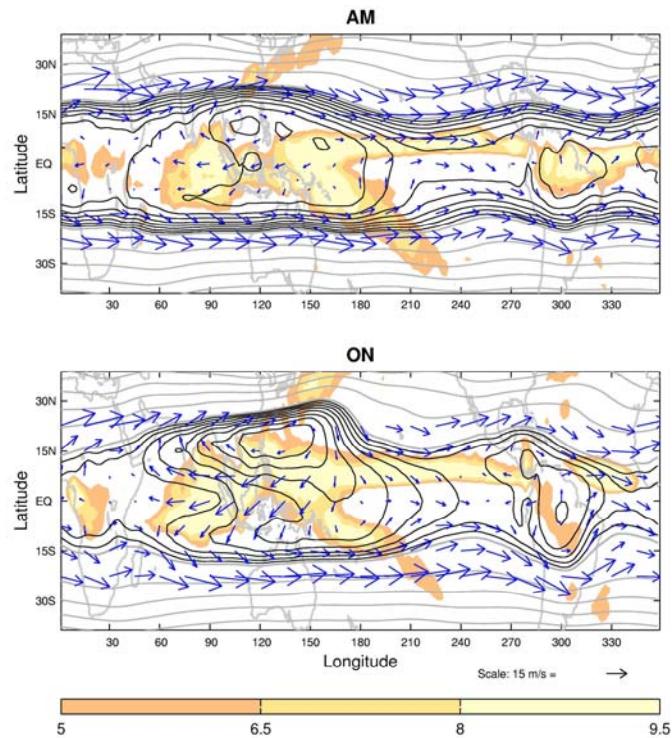 AM
30N
15N
EQ
15S
30S
Latitude
30 60 90 120 150 180 210 240 270 300 330
ON
30N
15N
EQ
15S
30S
Latitude
30 60 90 120 150 180 210 240 270 300 330
Longitude
Scale: 15 m/s =
5 6.5 8 9.5